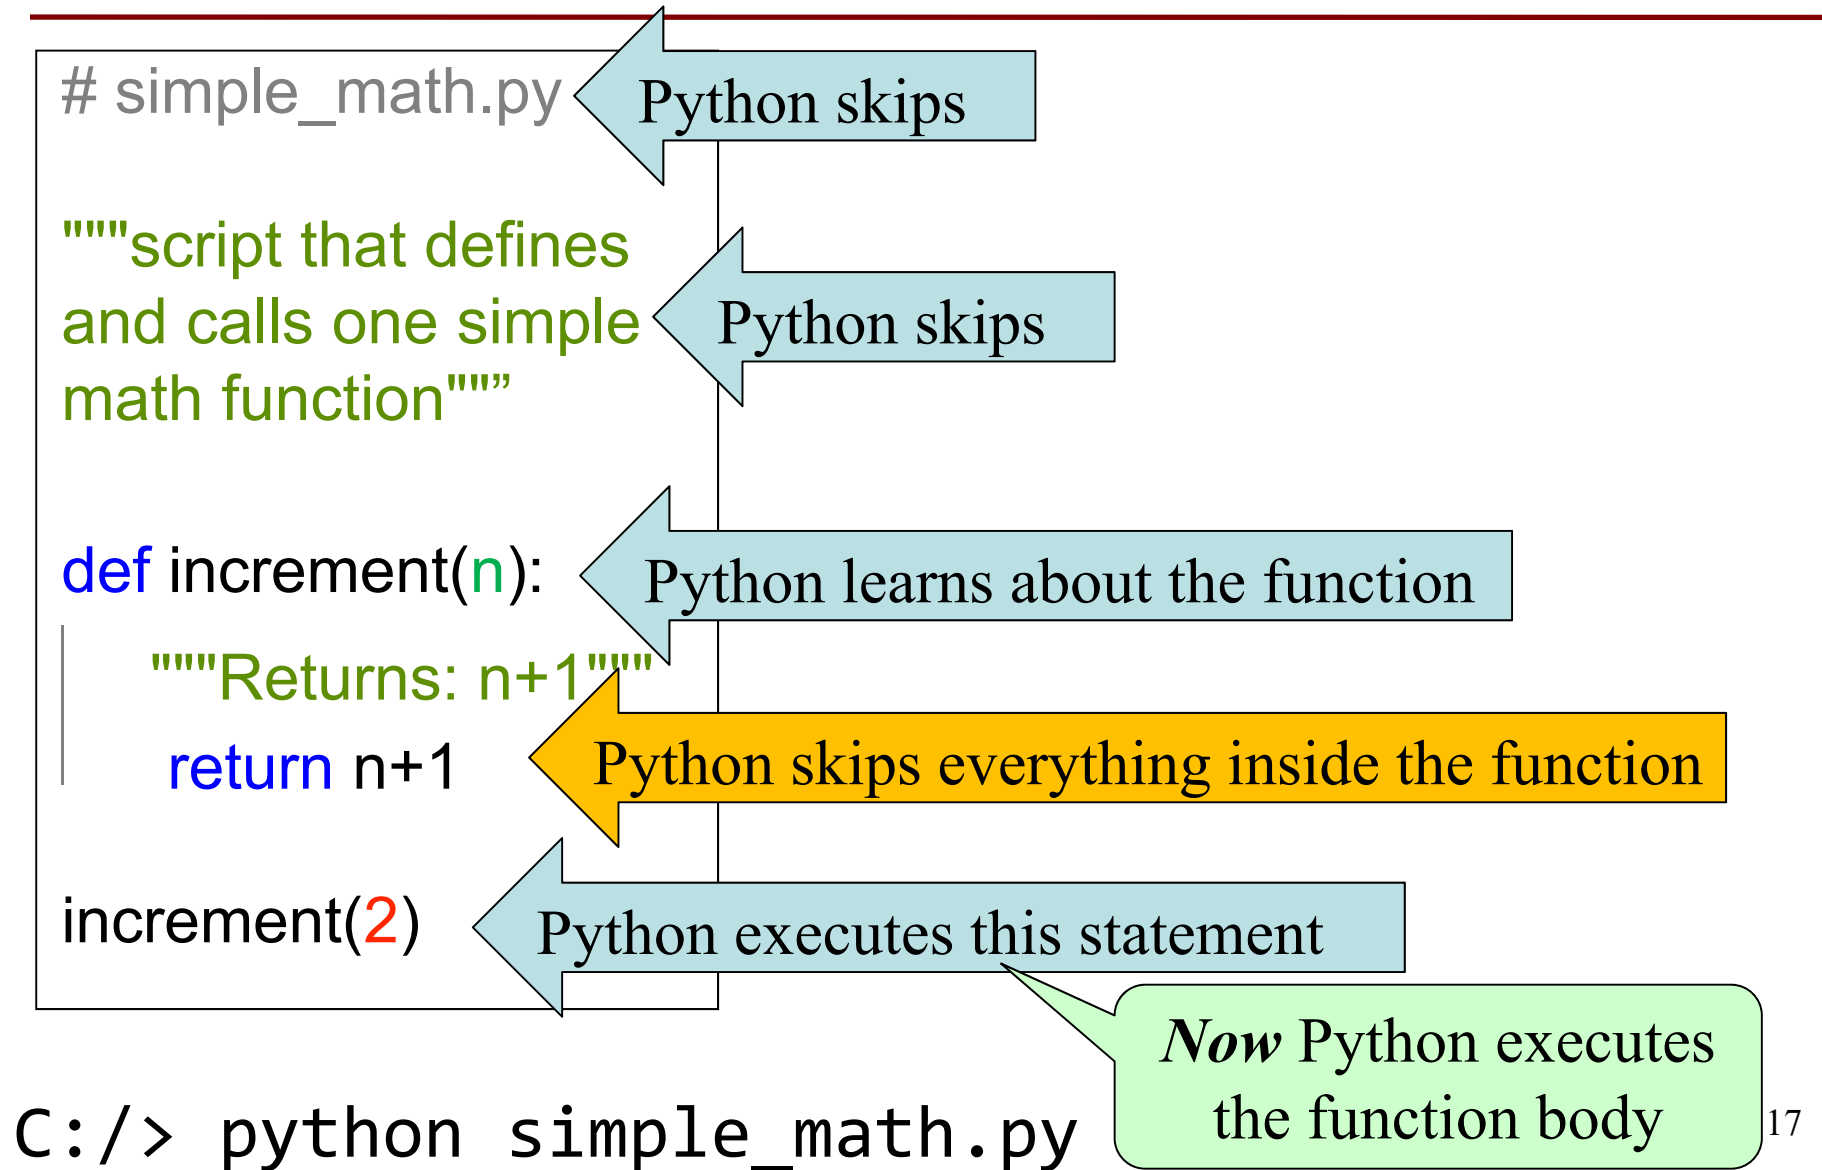 # simple_math.py
Python skips
"""script that defines
and calls one simple
math function""”
Python skips
def increment(n):
Python learns about the function
"""Returns: n+1"""
return n+1
Python skips everything inside the function
increment(2)
Python executes this statement
Now Python executes
the function body
C:/> python simple_math.py
17